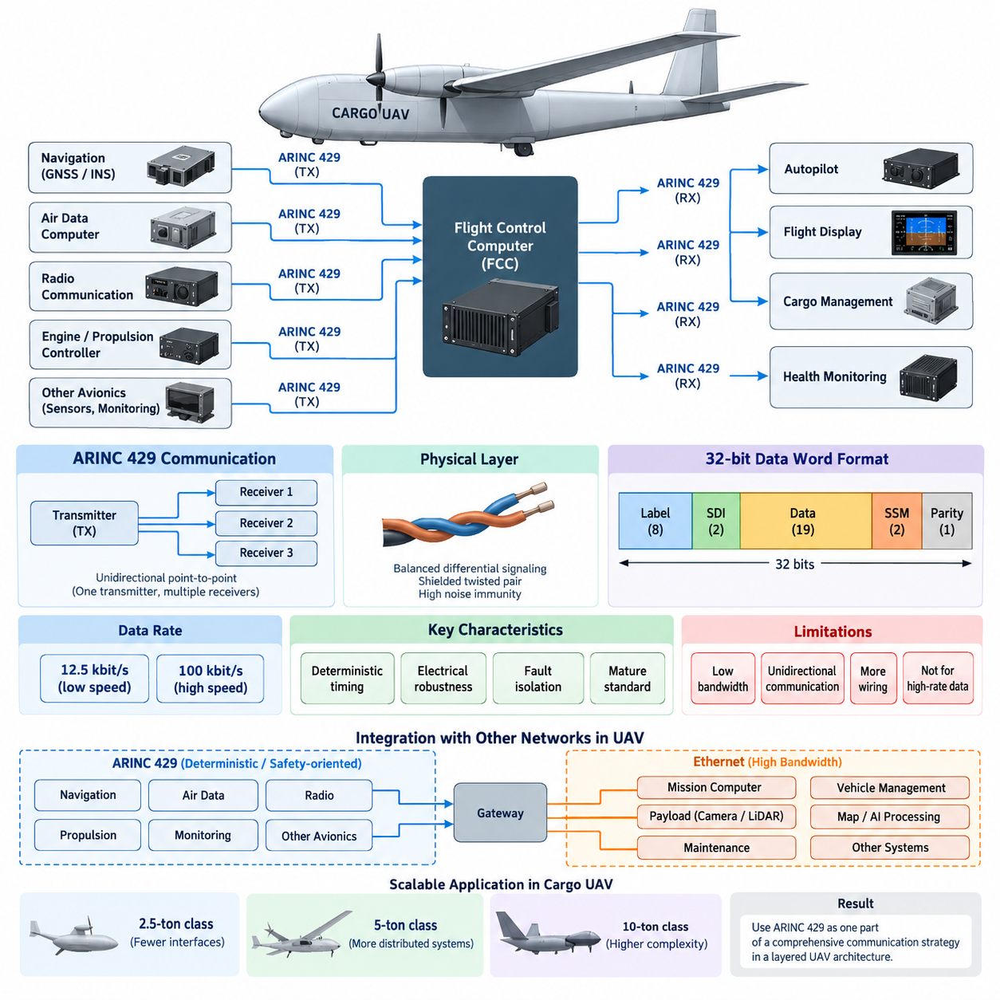 CARGO UAV
Navigation
(GNSS / INS)
Air Data
Computer
Radio
Communication
Engine / Propulsion
Controller
Other Avionics
(Sensors, Monitoring)
ARINC 429
(TX)
ARINC 429
(TX)
ARINC 429
(TX)
ARINC 429
(TX)
ARINC 429
(TX)
Flight Control
Computer
(FCC)
ARINC 429
(RX)
ARINC 429
(RX)
ARINC 429
(RX)
ARINC 429
(RX)
Autopilot
Flight Display
Cargo Management
Health Monitoring
ARINC 429 Communication
Transmitter
(TX)
Receiver 1
Receiver 2
Receiver 3
Unidirectional point-to-point
(One transmitter, multiple receivers)
Physical Layer
Balanced differential signaling
Shielded twisted pair
High noise immunity
32-bit Data Word Format
Label
(8)
SDI
(2)
Data
(19)
SSM
(2)
Parity
(1)
32 bits
Data Rate
12.5 kbit/s
(low speed)
100 kbit/s
(high speed)
Key Characteristics
Deterministic
timing
Electrical
robustness
Fault
isolation
Mature
standard
Limitations
Low
bandwidth
Unidirectional
communication
More
wiring
Not for
high-rate data
Integration with Other Networks in UAV
ARINC 429 (Deterministic / Safety-oriented)
Navigation
Air Data
Radio
Propulsion
Monitoring
Other Avionics
Gateway
Ethernet (High Bandwidth)
Mission Computer
Vehicle Management
Payload (Camera / LiDAR)
Map / AI Processing
Maintenance
Other Systems
Scalable Application in Cargo UAV
2.5-ton class
(Fewer interfaces)
5-ton class
(More distributed systems)
10-ton class
(Higher complexity)
Result
Use ARINC 429 as one part
of a comprehensive communication strategy
in a layered UAV architecture.